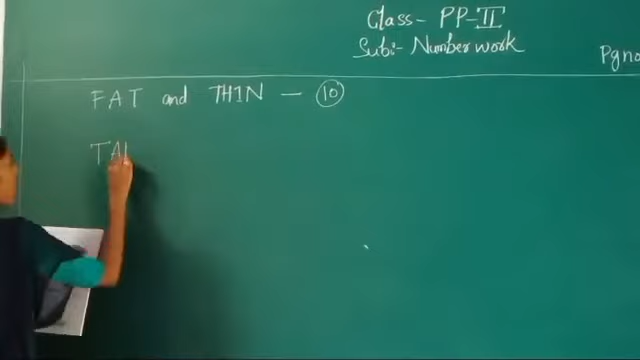 Class- PP-II
Sub:- Number work
Pg no
FAT and THIN — 10
TAL